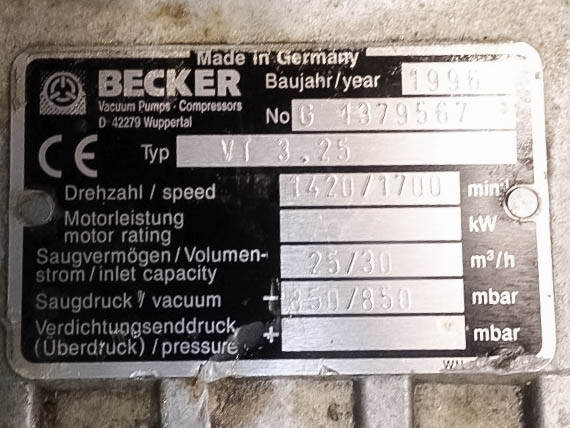 Made in Germany
BECKER Baujahr/year 1996
Vacuum Pumps · Compressors
D- 42279 Wuppertal
No G 1379567
CE Typ VT 3,25
Drehzahl / speed 1420/1700 min-1
Motorleistung
motor rating kW
Saugvermögen / Volumen-
strom / inlet capacity 25/30 m³/h
Saugdruck / vacuum + 850/850 mbar
Verdichtungsenddruck
(Überdruck) / pressure + mbar